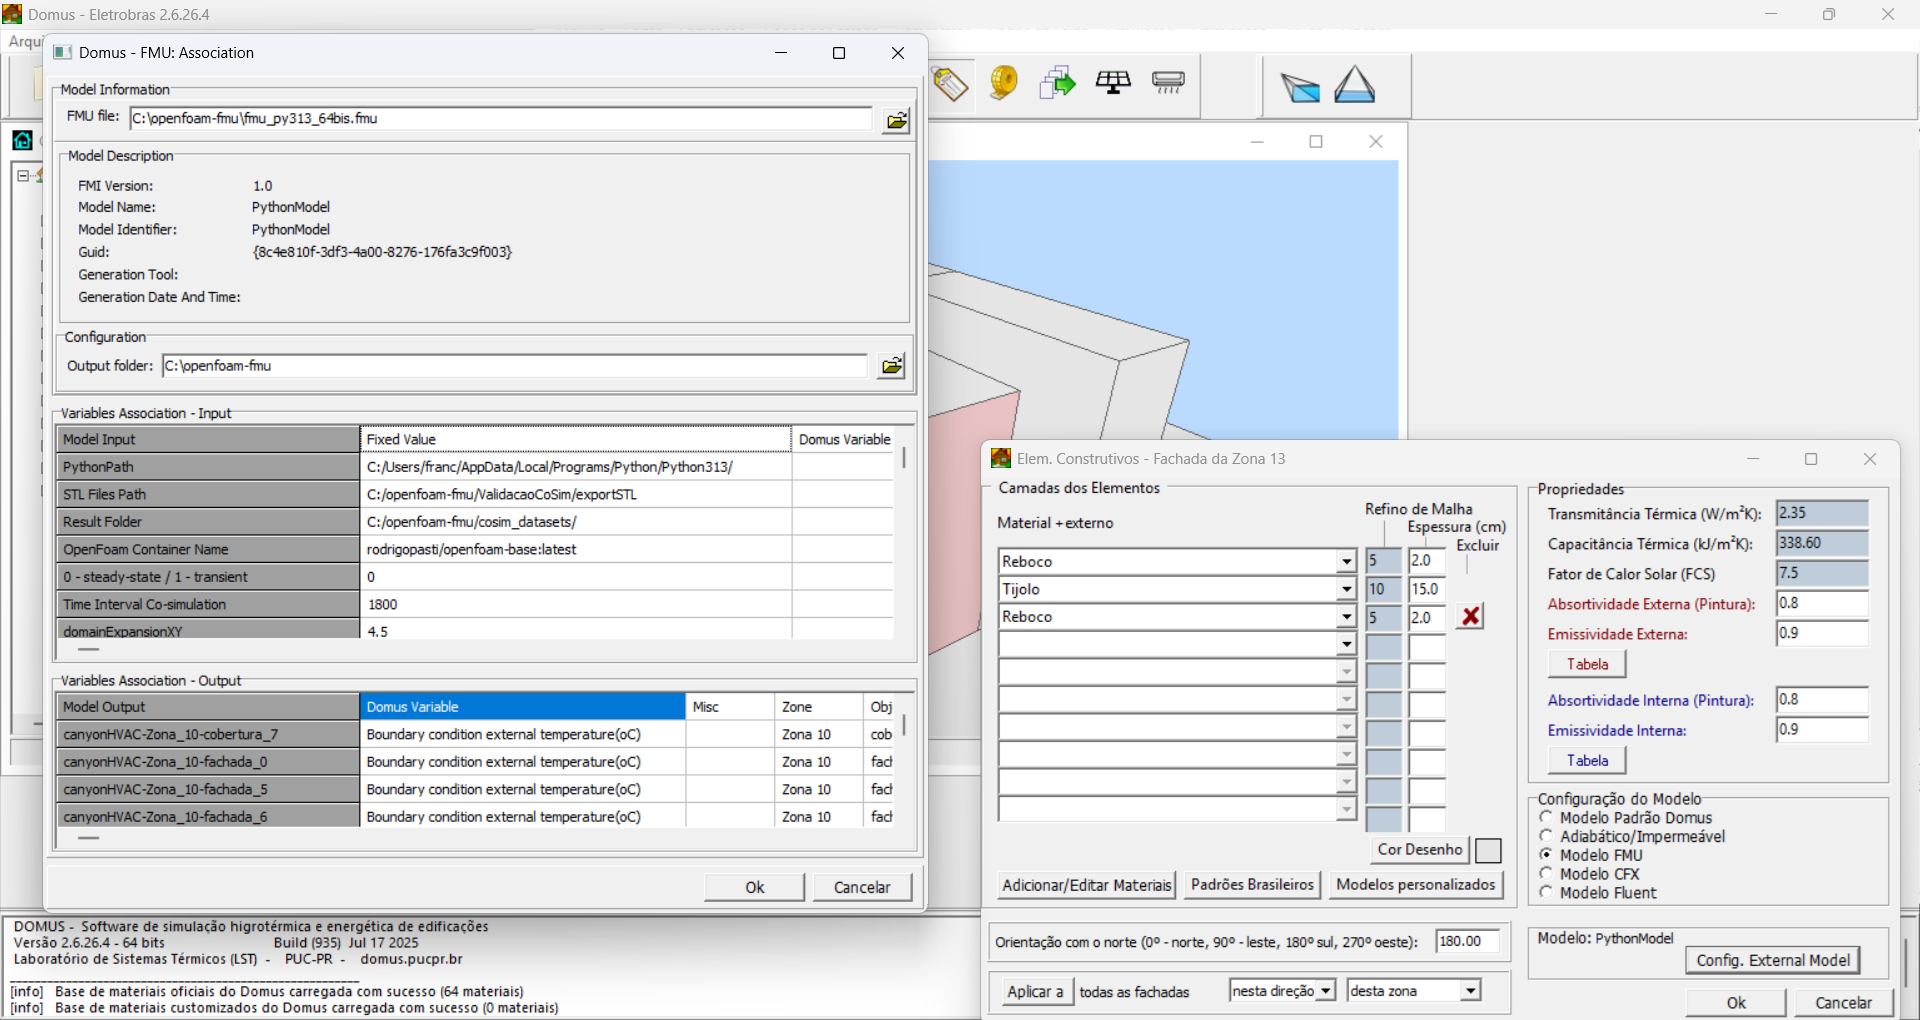 Domus - Eletrobras 2.6.26.4
Arqui
Domus - FMU: Association
Model Information
FMU file: C:\openfoam-fmu\fmu_py313_64bis.fmu
Model Description
FMI Version: 1.0
Model Name: PythonModel
Model Identifier: PythonModel
Guid: {8c4e810f-3df3-4a00-8276-176fa3c9f003}
Generation Tool:
Generation Date And Time:
Configuration
Output folder: C:\openfoam-fmu
Variables Association - Input
Model Input Fixed Value Domus Variable
PythonPath C:/Users/franc/AppData/Local/Programs/Python/Python313/
STL Files Path C:/openfoam-fmu/ValidacaoCoSim/exportSTL
Result Folder C:/openfoam-fmu/cosim_datasets/
OpenFoam Container Name rodrigopasti/openfoam-base:latest
0 - steady-state / 1 - transient 0
Time Interval Co-simulation 1800
domainExpansionXY 4.5
Variables Association - Output
Model Output Domus Variable Misc Zone Obj
canyonHVAC-Zona_10-cobertura_7 Boundary condition external temperature(oC) Zona 10 cob
canyonHVAC-Zona_10-fachada_0 Boundary condition external temperature(oC) Zona 10 fach
canyonHVAC-Zona_10-fachada_5 Boundary condition external temperature(oC) Zona 10 fach
canyonHVAC-Zona_10-fachada_6 Boundary condition external temperature(oC) Zona 10 fach
Ok Cancelar
Elem. Construtivos - Fachada da Zona 13
Camadas dos Elementos
Material +externo
Refino de Malha
Espessura (cm)
Excluir
Reboco 5 2.0
Tijolo 10 15.0
Reboco 5 2.0
Cor Desenho
Adicionar/Editar Materiais Padrões Brasileiros Modelos personalizados
Orientação com o norte (0º - norte, 90º - leste, 180º sul, 270º oeste): 180.00
Aplicar a todas as fachadas nesta direção desta zona
Propriedades
Transmitância Térmica (W/m²K): 2.35
Capacitância Térmica (kJ/m²K): 338.60
Fator de Calor Solar (FCS) 7.5
Absortividade Externa (Pintura): 0.8
Emissividade Externa: 0.9
Tabela
Absortividade Interna (Pintura): 0.8
Emissividade Interna: 0.9
Tabela
Configuração do Modelo
Modelo Padrão Domus
Adiabático/Impermeável
Modelo FMU
Modelo CFX
Modelo Fluent
Modelo: PythonModel
Config. External Model
Ok Cancelar
DOMUS - Software de simulação higrotérmica e energética de edificações
Versão 2.6.26.4 - 64 bits Build (935) Jul 17 2025
Laboratório de Sistemas Térmicos (LST) - PUC-PR - domus.pucpr.br
[info] Base de materiais oficiais do Domus carregada com sucesso (64 materiais)
[info] Base de materiais customizados do Domus carregada com sucesso (0 materiais)